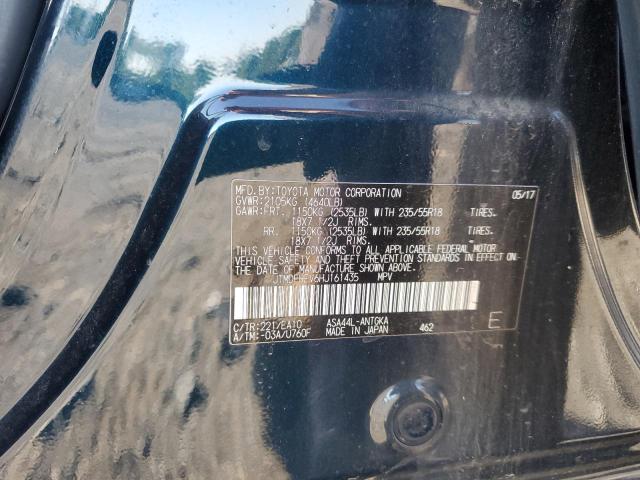 MFD.BY:TOYOTA MOTOR CORPORATION 05/17
GVWR:2105KG (4640LB)
GAWR:FRT. 1150KG (2535LB) WITH 235/55R18 TIRES.
18X7 1/2J RIMS.
RR. 1150KG (2535LB) WITH 235/55R18 TIRES.
18X7 1/2J RIMS.
THIS VEHICLE CONFORMS TO ALL APPLICABLE FEDERAL MOTOR
VEHICLE SAFETY AND THEFT PREVENTION STANDARDS IN EFFECT
ON THE DATE OF MANUFACTURE SHOWN ABOVE.
MPV
C/TR:221/EA10 ASA44L-ANTGKA
A/TM:-03A/U760F MADE IN JAPAN 462 E